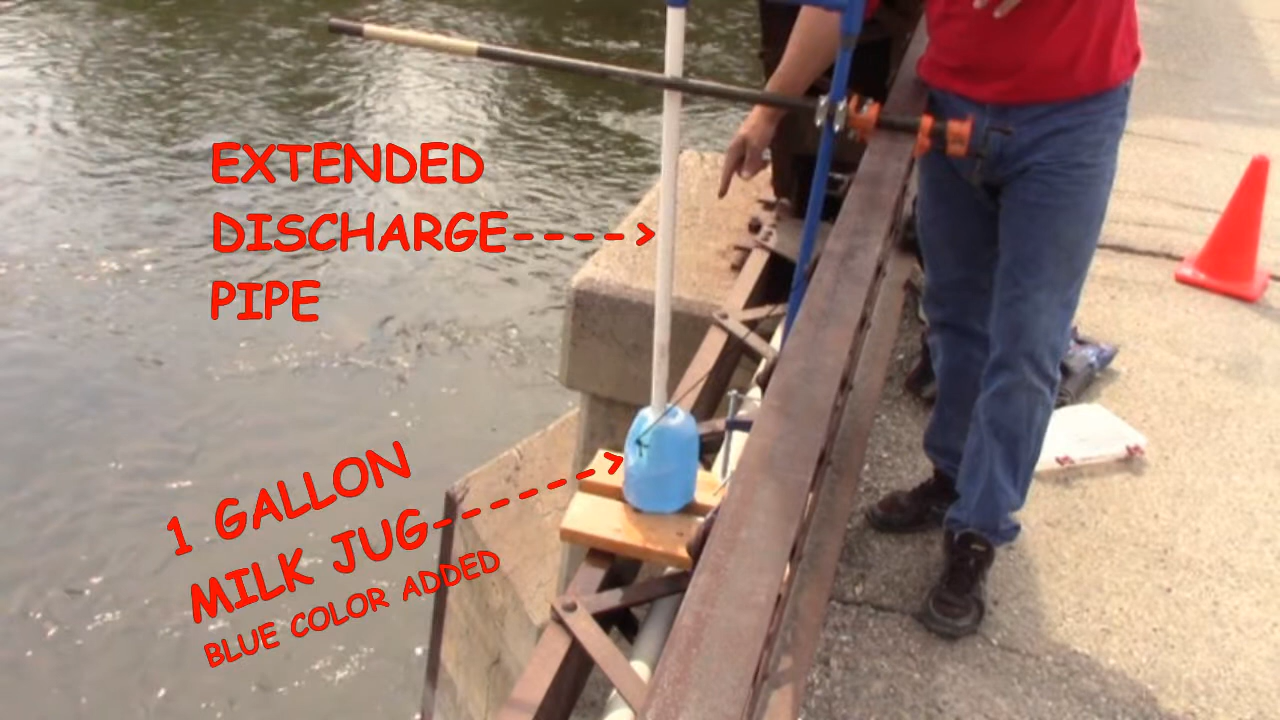 EXTENDED
DISCHARGE---->
PIPE
1 GALLON
MILK JUG------>
BLUE COLOR ADDED